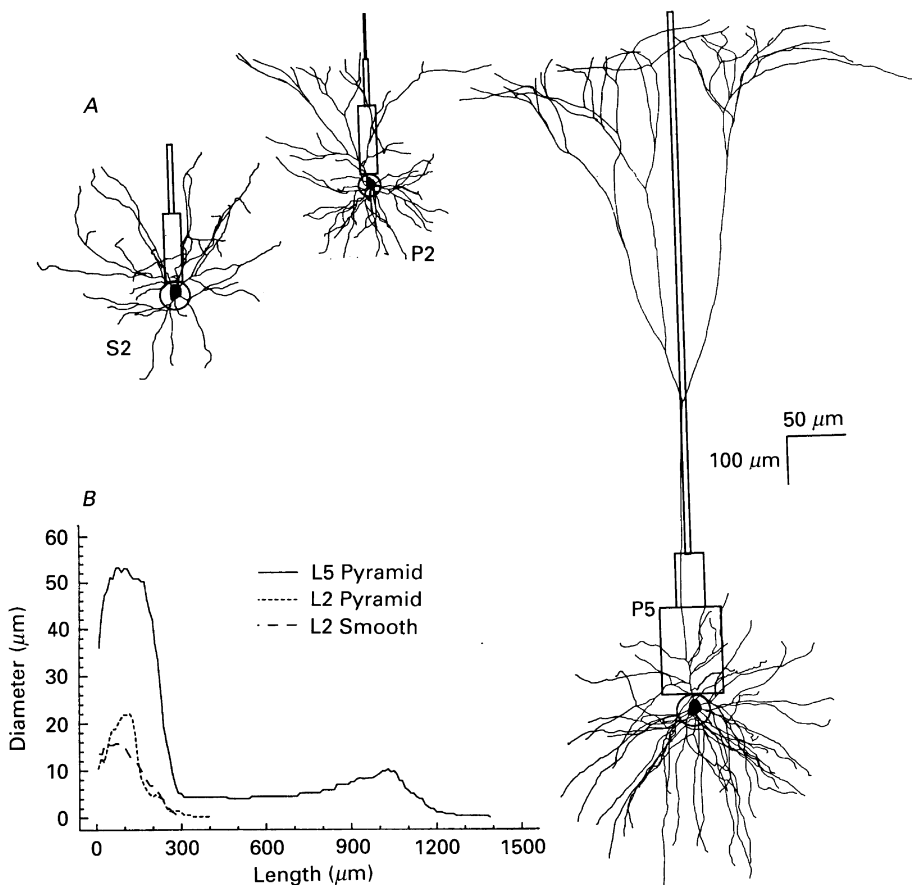 A
P2
S2
50 μm
100 μm
P5
B
60
50
40
30
20
10
0
Diameter (μm)
L5 Pyramid
L2 Pyramid
L2 Smooth
0 300 600 900 1200 1500
Length (μm)